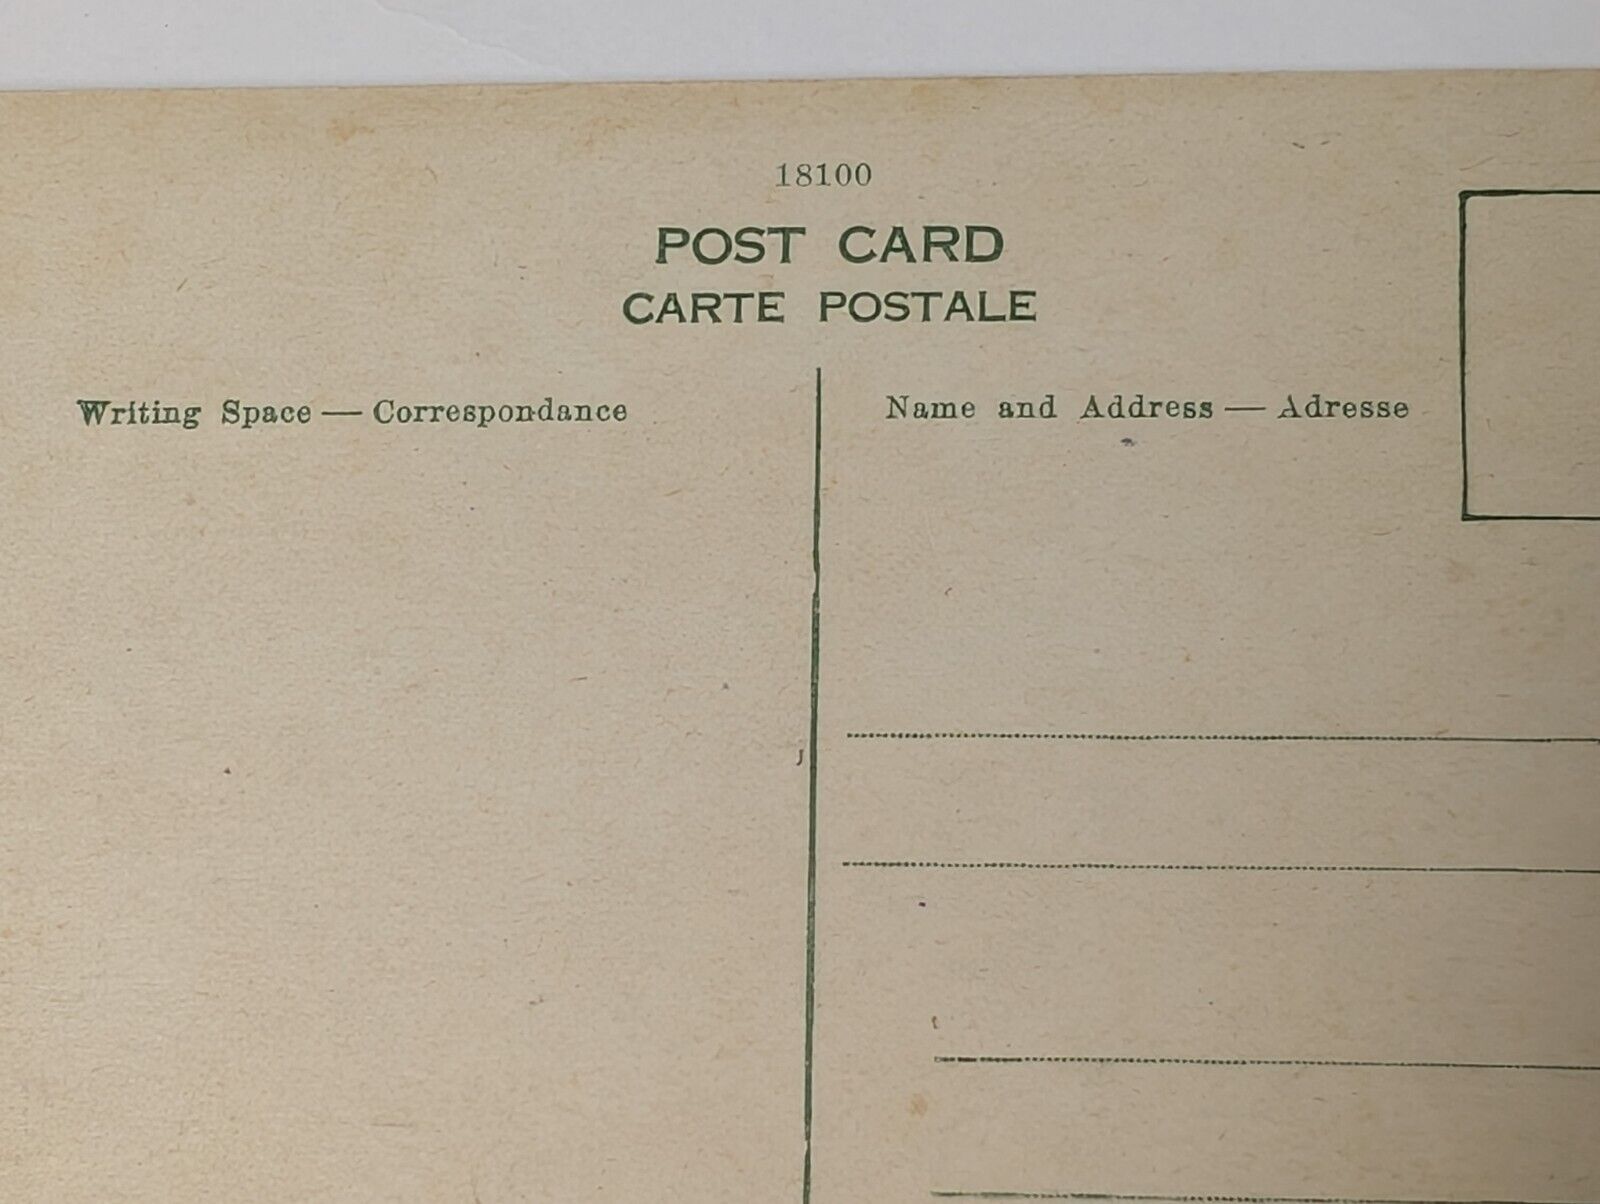 18100
POST CARD
CARTE POSTALE
Writing Space — Correspondance
Name and Address — Adresse